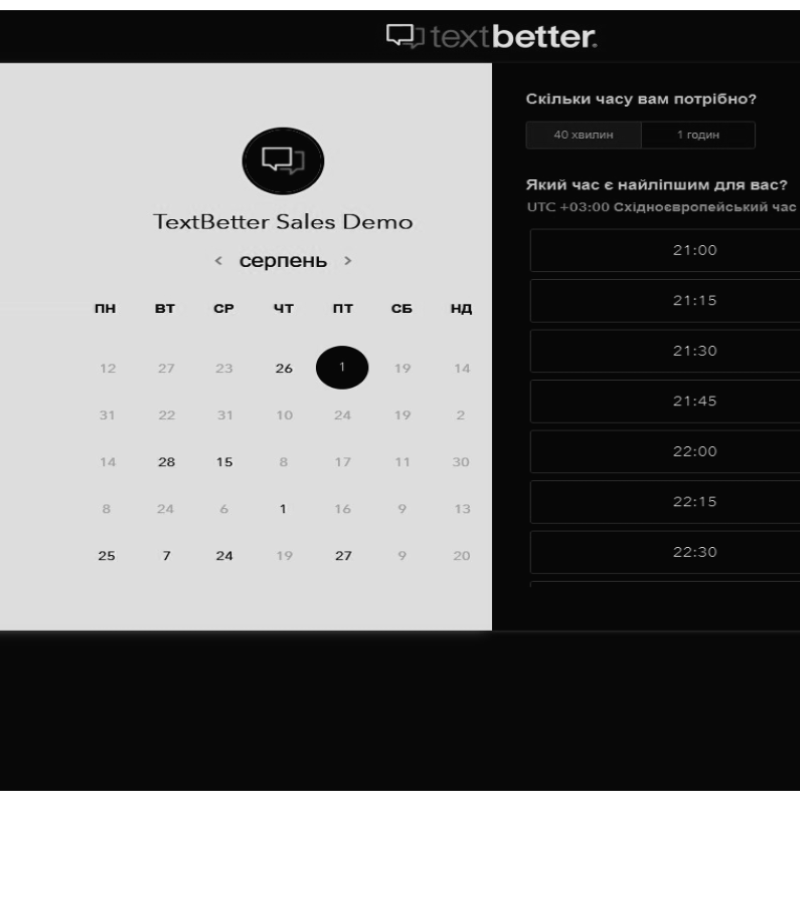 textbetter.
TextBetter Sales Demo
< серпень >
ПН ВТ СР ЧТ ПТ СБ НД
12 27 23 26 1 19 14
31 22 31 10 24 19 2
14 28 15 8 17 11 30
8 24 6 1 16 9 13
25 7 24 19 27 9 20
Скільки часу вам потрібно?
40 хвилин 1 годин
Який час є найліпшим для вас?
UTC +03:00 Східноєвропейський час
21:00
21:15
21:30
21:45
22:00
22:15
22:30